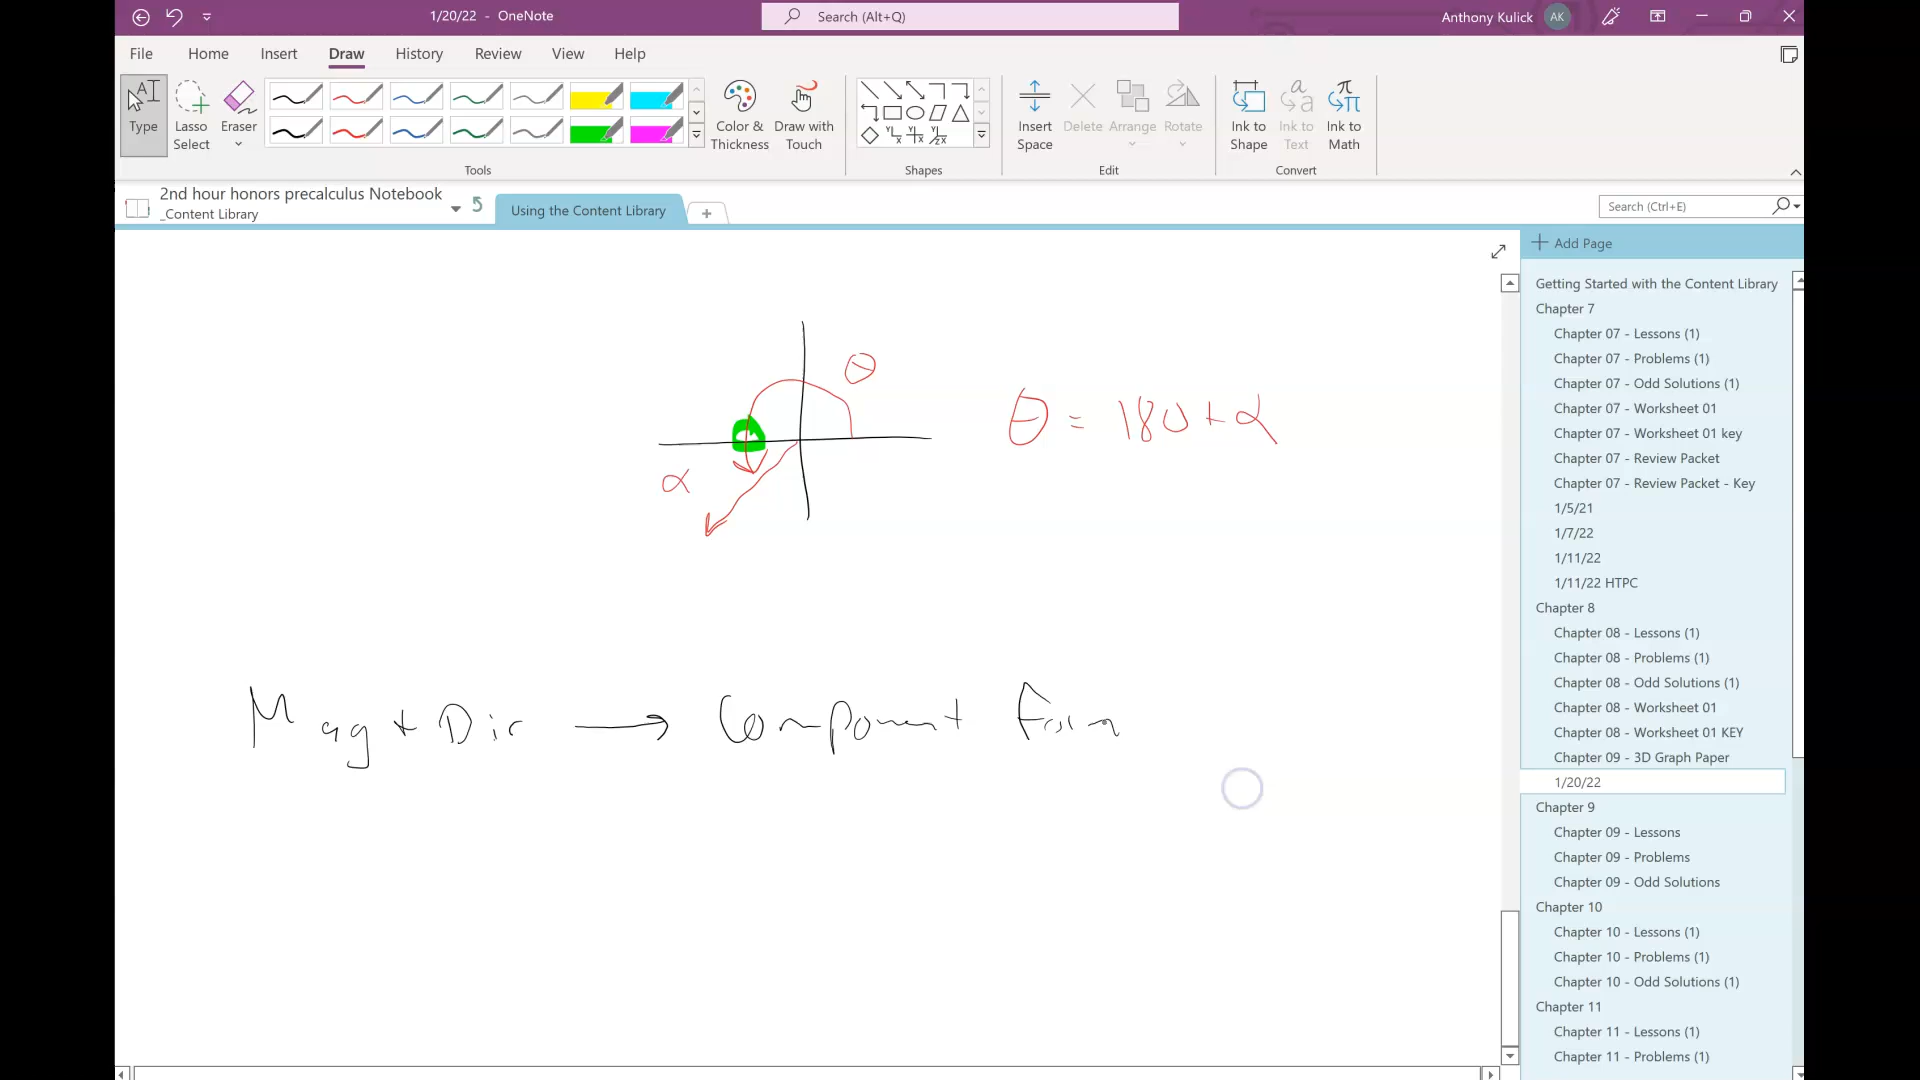 1/20/22 - OneNote
Search (Alt+Q)
Anthony Kulick AK
File Home Insert Draw History Review View Help
Type
Lasso Select
Eraser
Color & Thickness
Draw with Touch
Insert Space
Delete
Arrange
Rotate
Ink to Shape
Ink to Text
Ink to Math
Tools Shapes Edit Convert
2nd hour honors precalculus Notebook
_Content Library
Using the Content Library
Search (Ctrl+E)
Add Page
Getting Started with the Content Library
Chapter 7
Chapter 07 - Lessons (1)
Chapter 07 - Problems (1)
Chapter 07 - Odd Solutions (1)
Chapter 07 - Worksheet 01
Chapter 07 - Worksheet 01 key
Chapter 07 - Review Packet
Chapter 07 - Review Packet - Key
1/5/21
1/7/22
1/11/22
1/11/22 HTPC
Chapter 8
Chapter 08 - Lessons (1)
Chapter 08 - Problems (1)
Chapter 08 - Odd Solutions (1)
Chapter 08 - Worksheet 01
Chapter 08 - Worksheet 01 KEY
Chapter 09 - 3D Graph Paper
1/20/22
Chapter 9
Chapter 09 - Lessons
Chapter 09 - Problems
Chapter 09 - Odd Solutions
Chapter 10
Chapter 10 - Lessons (1)
Chapter 10 - Problems (1)
Chapter 10 - Odd Solutions (1)
Chapter 11
Chapter 11 - Lessons (1)
Chapter 11 - Problems (1)
θ
θ = 180 + α
α
Mag + Dir → Component Form